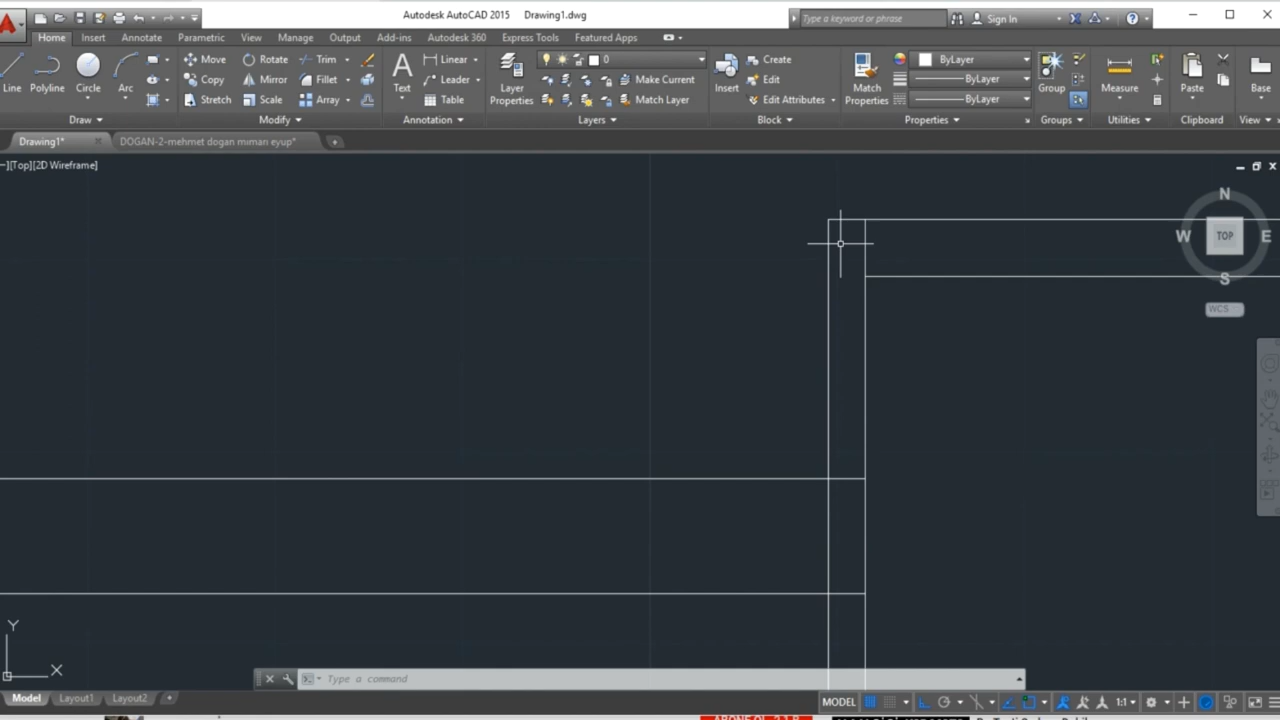 Autodesk AutoCAD 2015 Drawing1.dwg
Type a keyword or phrase
Sign In
Home Insert Annotate Parametric View Manage Output Add-ins Autodesk 360 Express Tools Featured Apps
Line Polyline Circle Arc
Move Rotate Trim
Copy Mirror Fillet
Stretch Scale Array
Text
Linear
Leader
Table
Layer Properties
0
Make Current
Match Layer
Insert
Create
Edit
Edit Attributes
Match Properties
ByLayer
ByLayer
ByLayer
Group
Measure
Paste
Base
Draw Modify Annotation Layers Block Properties Groups Utilities Clipboard View
Drawing1* DOGAN-2-mehmet dogan mıman eyup*
][Top][2D Wireframe]
N
W TOP E
S
WCS
Y
X
Type a command
Model Layout1 Layout2
MODEL 1:1